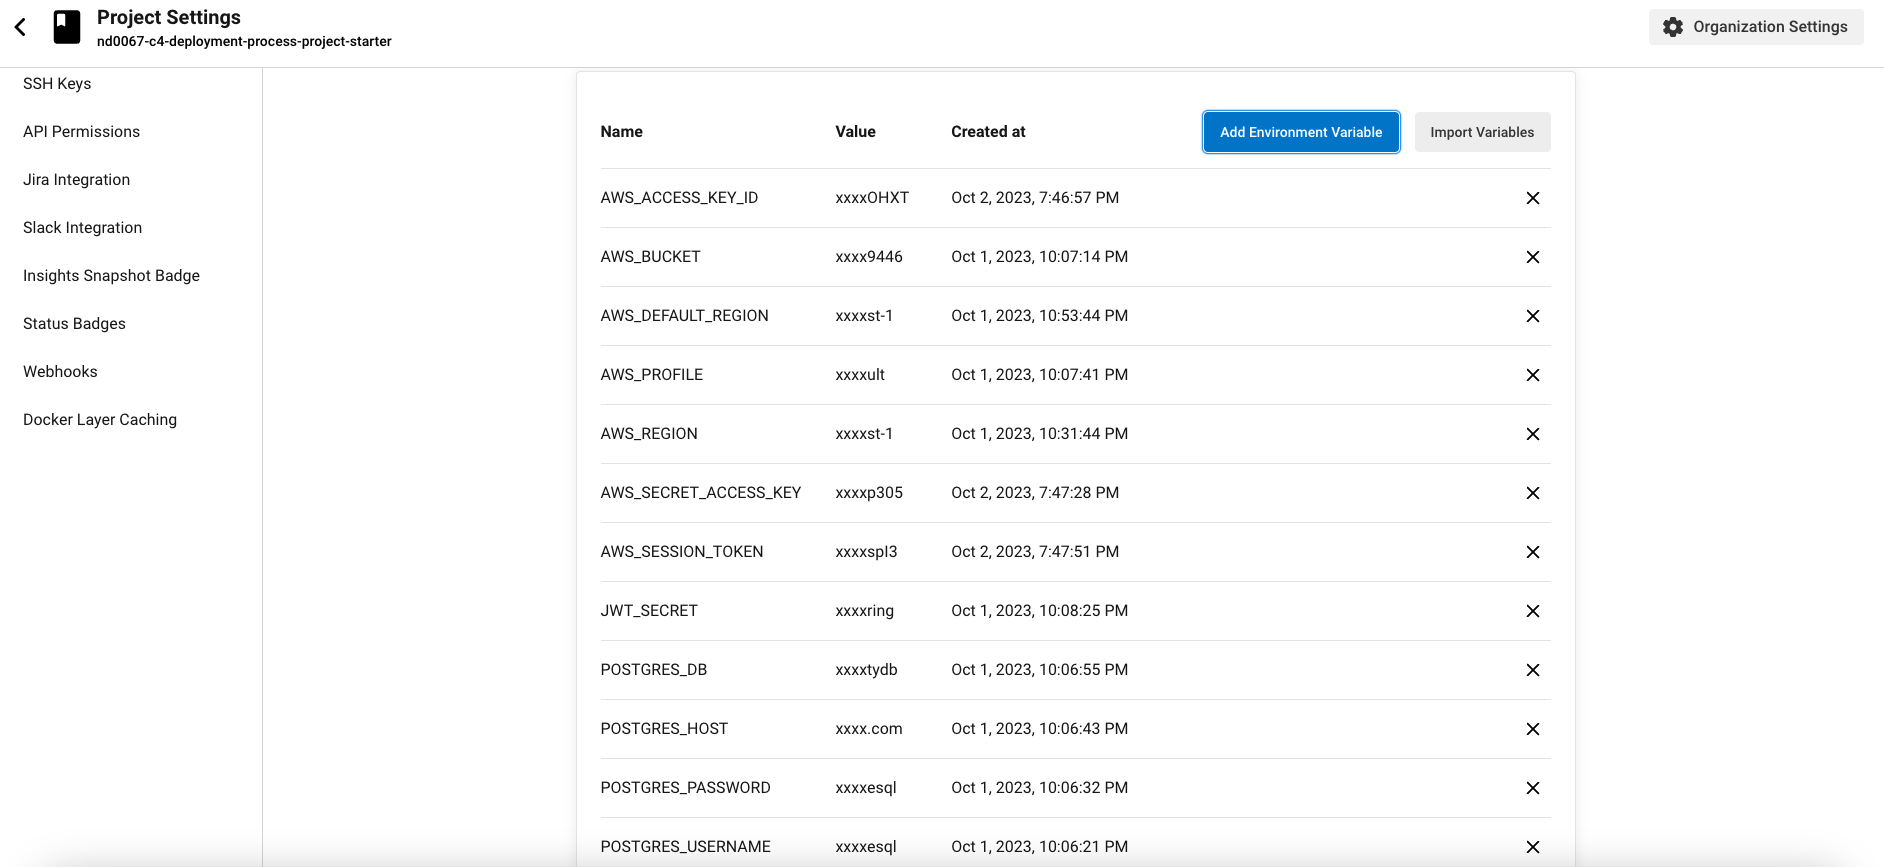 Project Settings
nd0067-c4-deployment-process-project-starter
Organization Settings
SSH Keys
API Permissions
Jira Integration
Slack Integration
Insights Snapshot Badge
Status Badges
Webhooks
Docker Layer Caching
Name Value Created at Add Environment Variable Import Variables
AWS_ACCESS_KEY_ID xxxxOHXT Oct 2, 2023, 7:46:57 PM
AWS_BUCKET xxxx9446 Oct 1, 2023, 10:07:14 PM
AWS_DEFAULT_REGION xxxxst-1 Oct 1, 2023, 10:53:44 PM
AWS_PROFILE xxxxult Oct 1, 2023, 10:07:41 PM
AWS_REGION xxxxst-1 Oct 1, 2023, 10:31:44 PM
AWS_SECRET_ACCESS_KEY xxxxp305 Oct 2, 2023, 7:47:28 PM
AWS_SESSION_TOKEN xxxxspI3 Oct 2, 2023, 7:47:51 PM
JWT_SECRET xxxxring Oct 1, 2023, 10:08:25 PM
POSTGRES_DB xxxxtydb Oct 1, 2023, 10:06:55 PM
POSTGRES_HOST xxxx.com Oct 1, 2023, 10:06:43 PM
POSTGRES_PASSWORD xxxxesql Oct 1, 2023, 10:06:32 PM
POSTGRES_USERNAME xxxxesql Oct 1, 2023, 10:06:21 PM